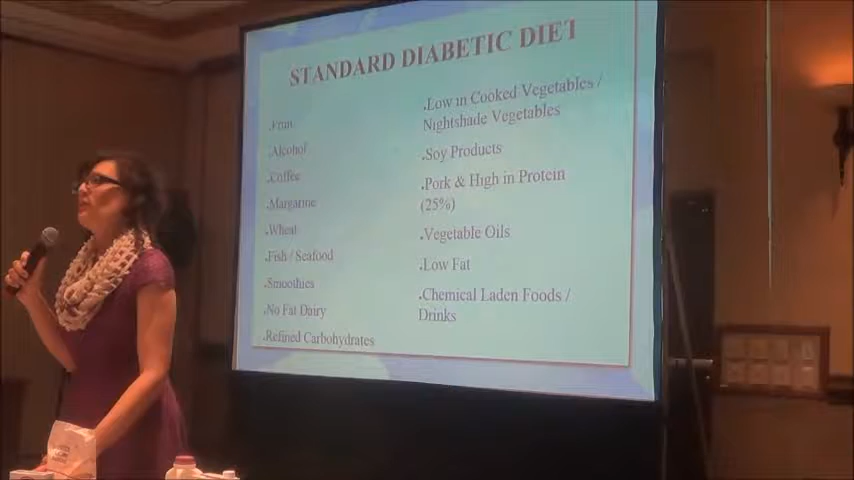 STANDARD DIABETIC DIET
.Fruit
.Alcohol
.Coffee
.Margarine
.Wheat
.Fish / Seafood
.Smoothies
.No Fat Dairy
.Refined Carbohydrates
.Low in Cooked Vegetables /
Nightshade Vegetables
.Soy Products
.Pork & High in Protein
(25%)
.Vegetable Oils
.Low Fat
.Chemical Laden Foods /
Drinks